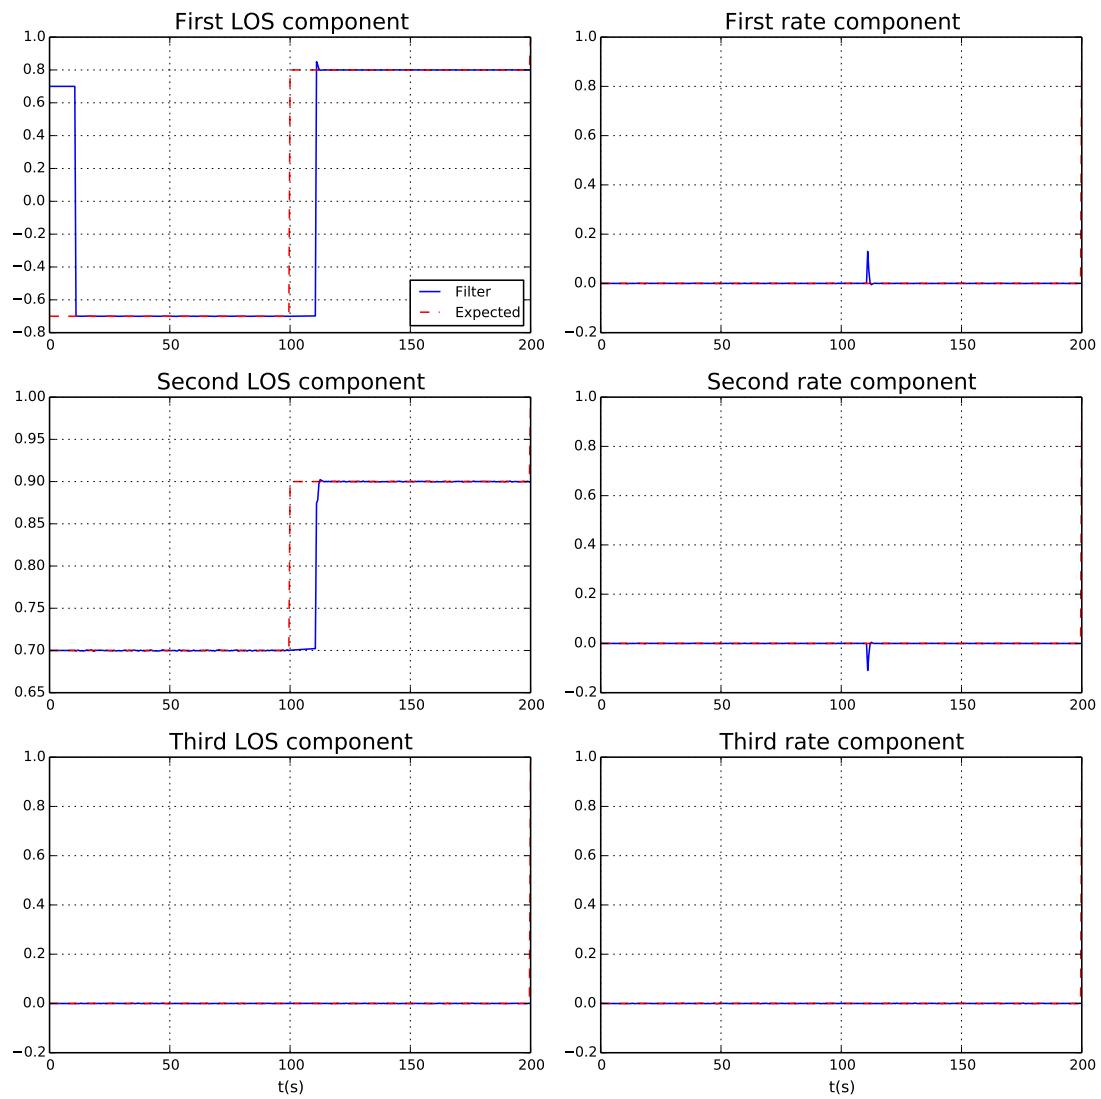 First LOS component
1.0
0.8
0.6
0.4
0.2
0.0
−0.2
−0.4
−0.6
−0.8
0 50 100 150 200
Filter
Expected
First rate component
1.0
0.8
0.6
0.4
0.2
0.0
−0.2
0 50 100 150 200
Second LOS component
1.00
0.95
0.90
0.85
0.80
0.75
0.70
0.65
0 50 100 150 200
Second rate component
1.0
0.8
0.6
0.4
0.2
0.0
−0.2
0 50 100 150 200
Third LOS component
1.0
0.8
0.6
0.4
0.2
0.0
−0.2
0 50 100 150 200
t(s)
Third rate component
1.0
0.8
0.6
0.4
0.2
0.0
−0.2
0 50 100 150 200
t(s)